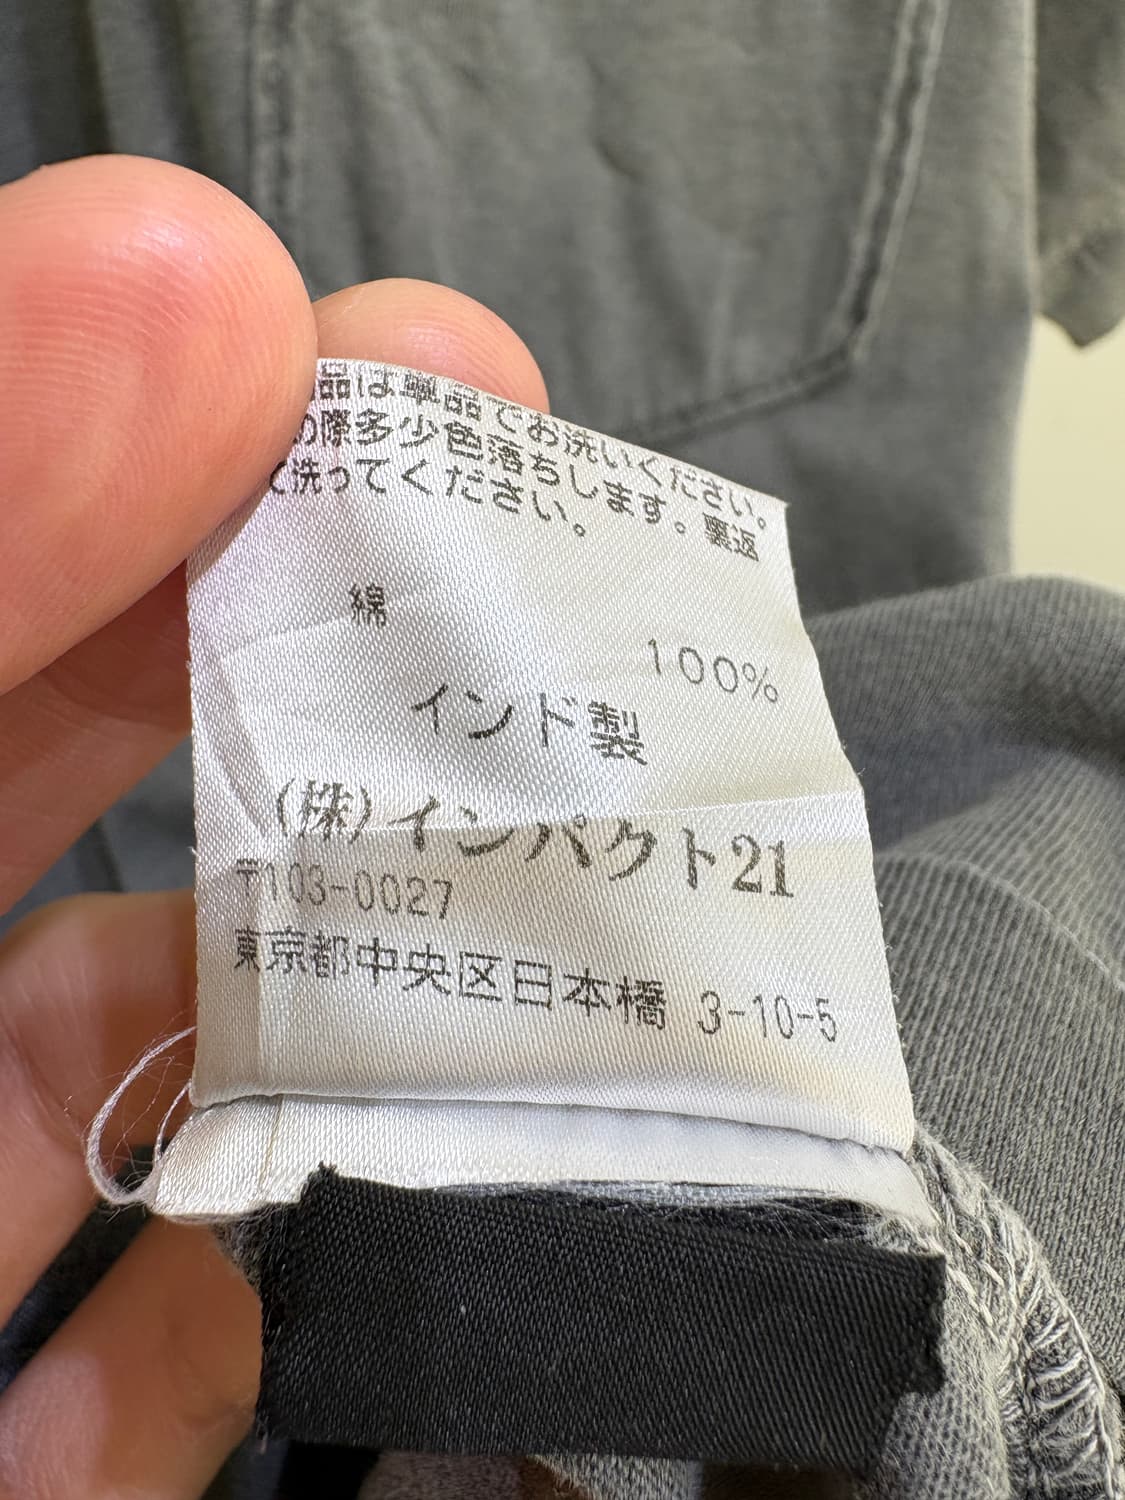 品は単品でお洗いください。
の際多少色落ちします。裏返
て洗ってください。
綿
100%
インド製
(株)インパクト21
〒103-0027
東京都中央区日本橋 3-10-5